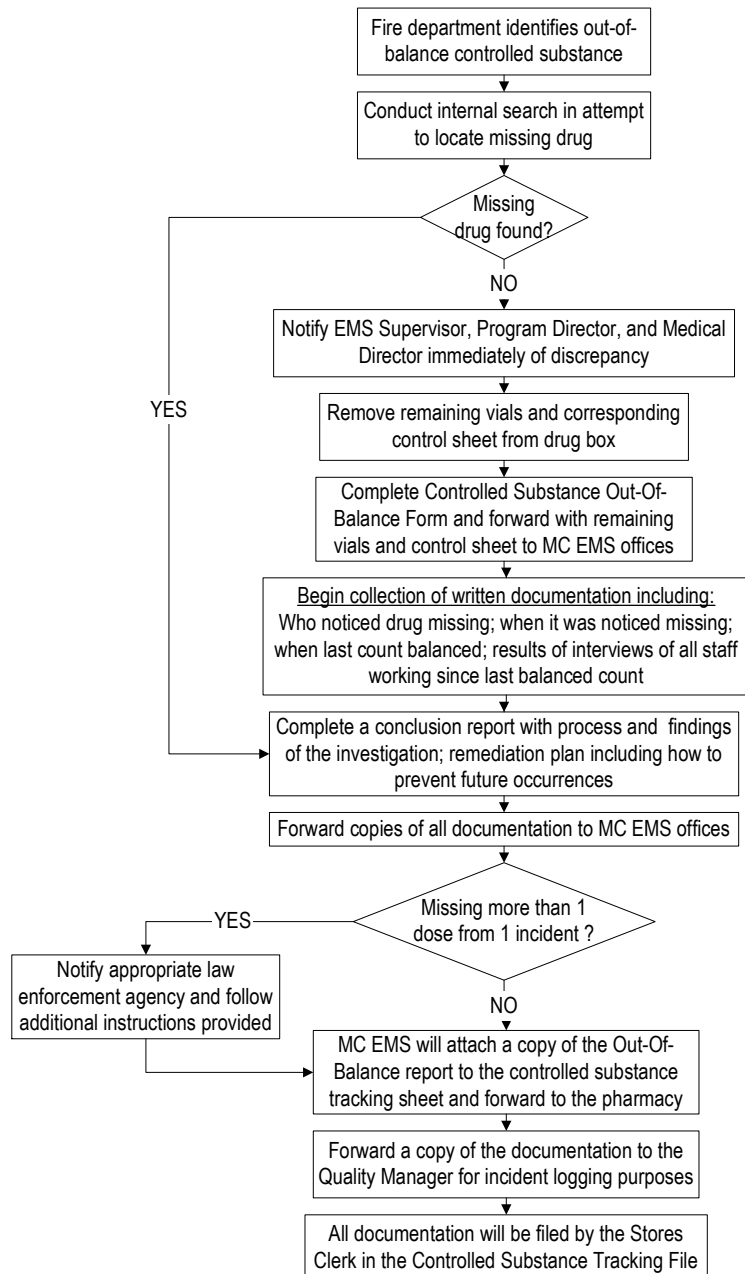 Fire department identifies out-of-
balance controlled substance
Conduct internal search in attempt
to locate missing drug
Missing
drug found?
NO
Notify EMS Supervisor, Program Director, and Medical
Director immediately of discrepancy
YES
Remove remaining vials and corresponding
control sheet from drug box
Complete Controlled Substance Out-Of-
Balance Form and forward with remaining
vials and control sheet to MC EMS offices
Begin collection of written documentation including:
Who noticed drug missing; when it was noticed missing;
when last count balanced; results of interviews of all staff
working since last balanced count
Complete a conclusion report with process and findings
of the investigation; remediation plan including how to
prevent future occurrences
Forward copies of all documentation to MC EMS offices
Missing more than 1
dose from 1 incident ?
YES
Notify appropriate law
enforcement agency and follow
additional instructions provided
NO
MC EMS will attach a copy of the Out-Of-
Balance report to the controlled substance
tracking sheet and forward to the pharmacy
Forward a copy of the documentation to the
Quality Manager for incident logging purposes
All documentation will be filed by the Stores
Clerk in the Controlled Substance Tracking File